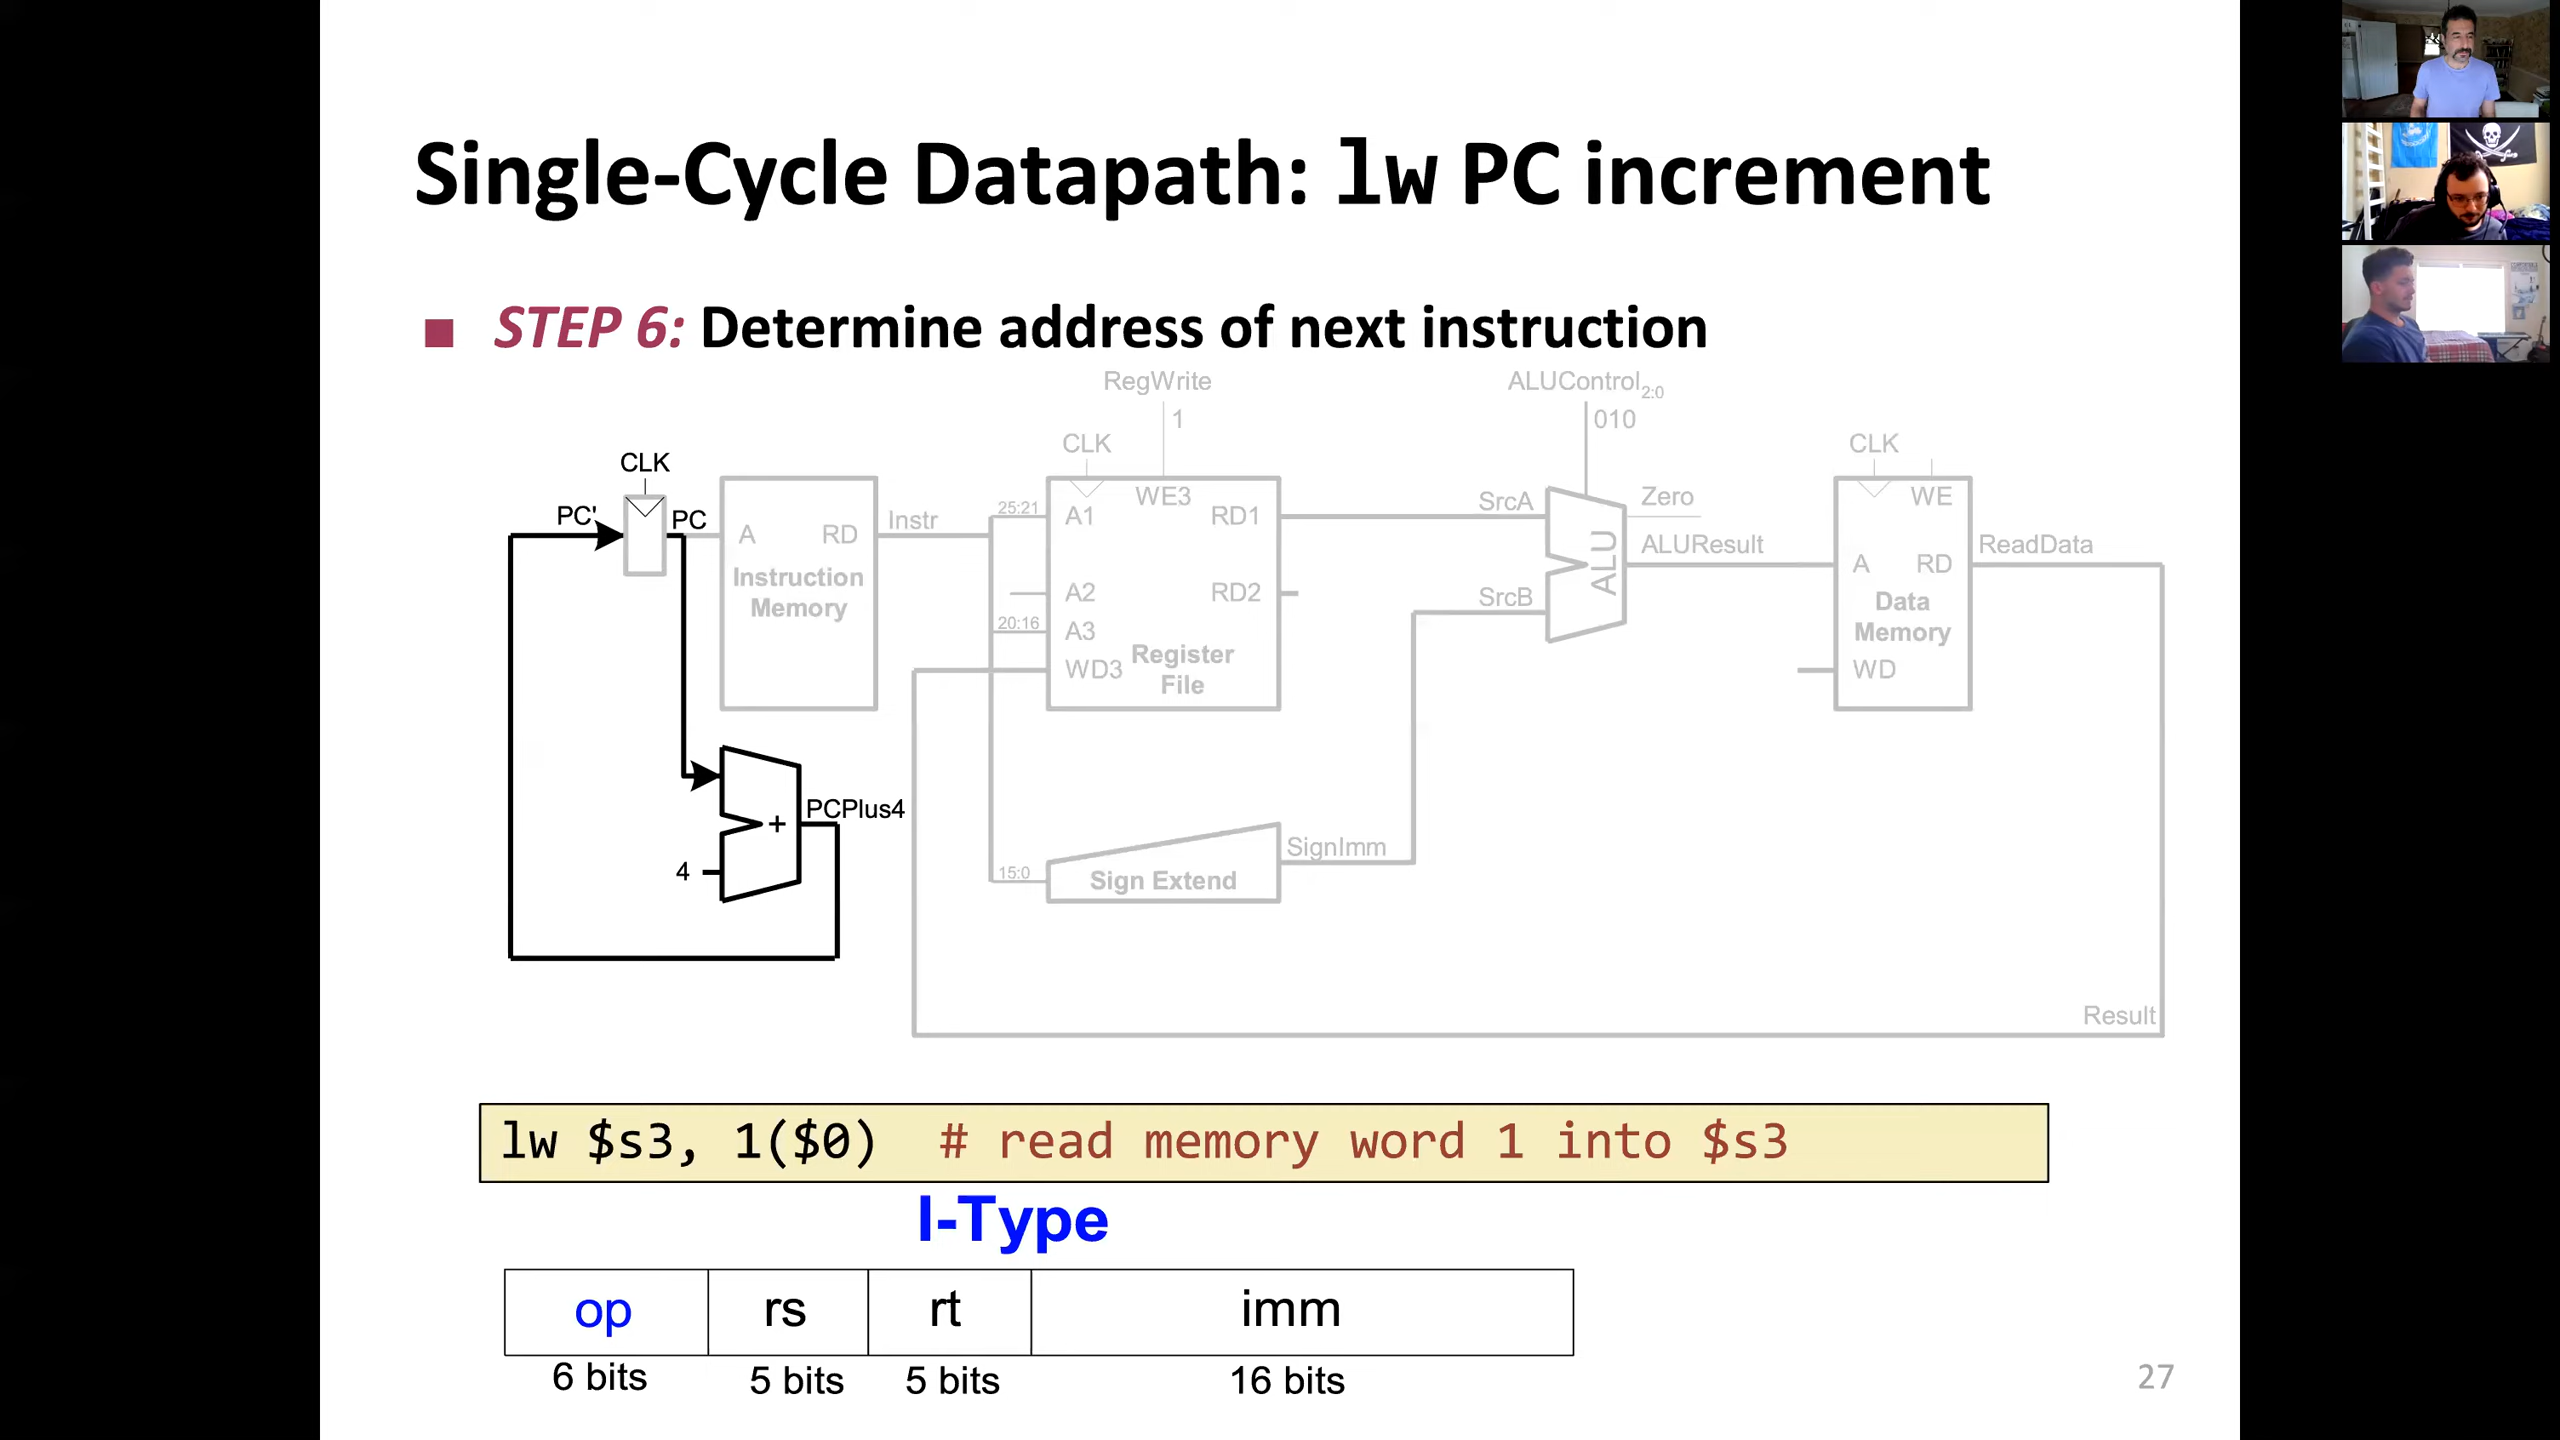 Single-Cycle Datapath: lw PC increment
STEP 6: Determine address of next instruction
RegWrite
1
ALUControl2:0
010
CLK
CLK
CLK
PC'
PC
A
RD
Instruction
Memory
Instr
25:21
A1
WE3
RD1
A2
RD2
20:16
A3
WD3
Register
File
SrcA
SrcB
ALU
Zero
ALUResult
WE
A
RD
Data
Memory
WD
ReadData
PCPlus4
+
4
15:0
Sign Extend
SignImm
Result
lw $s3, 1($0) # read memory word 1 into $s3
I-Type
op rs rt imm
6 bits 5 bits 5 bits 16 bits
27